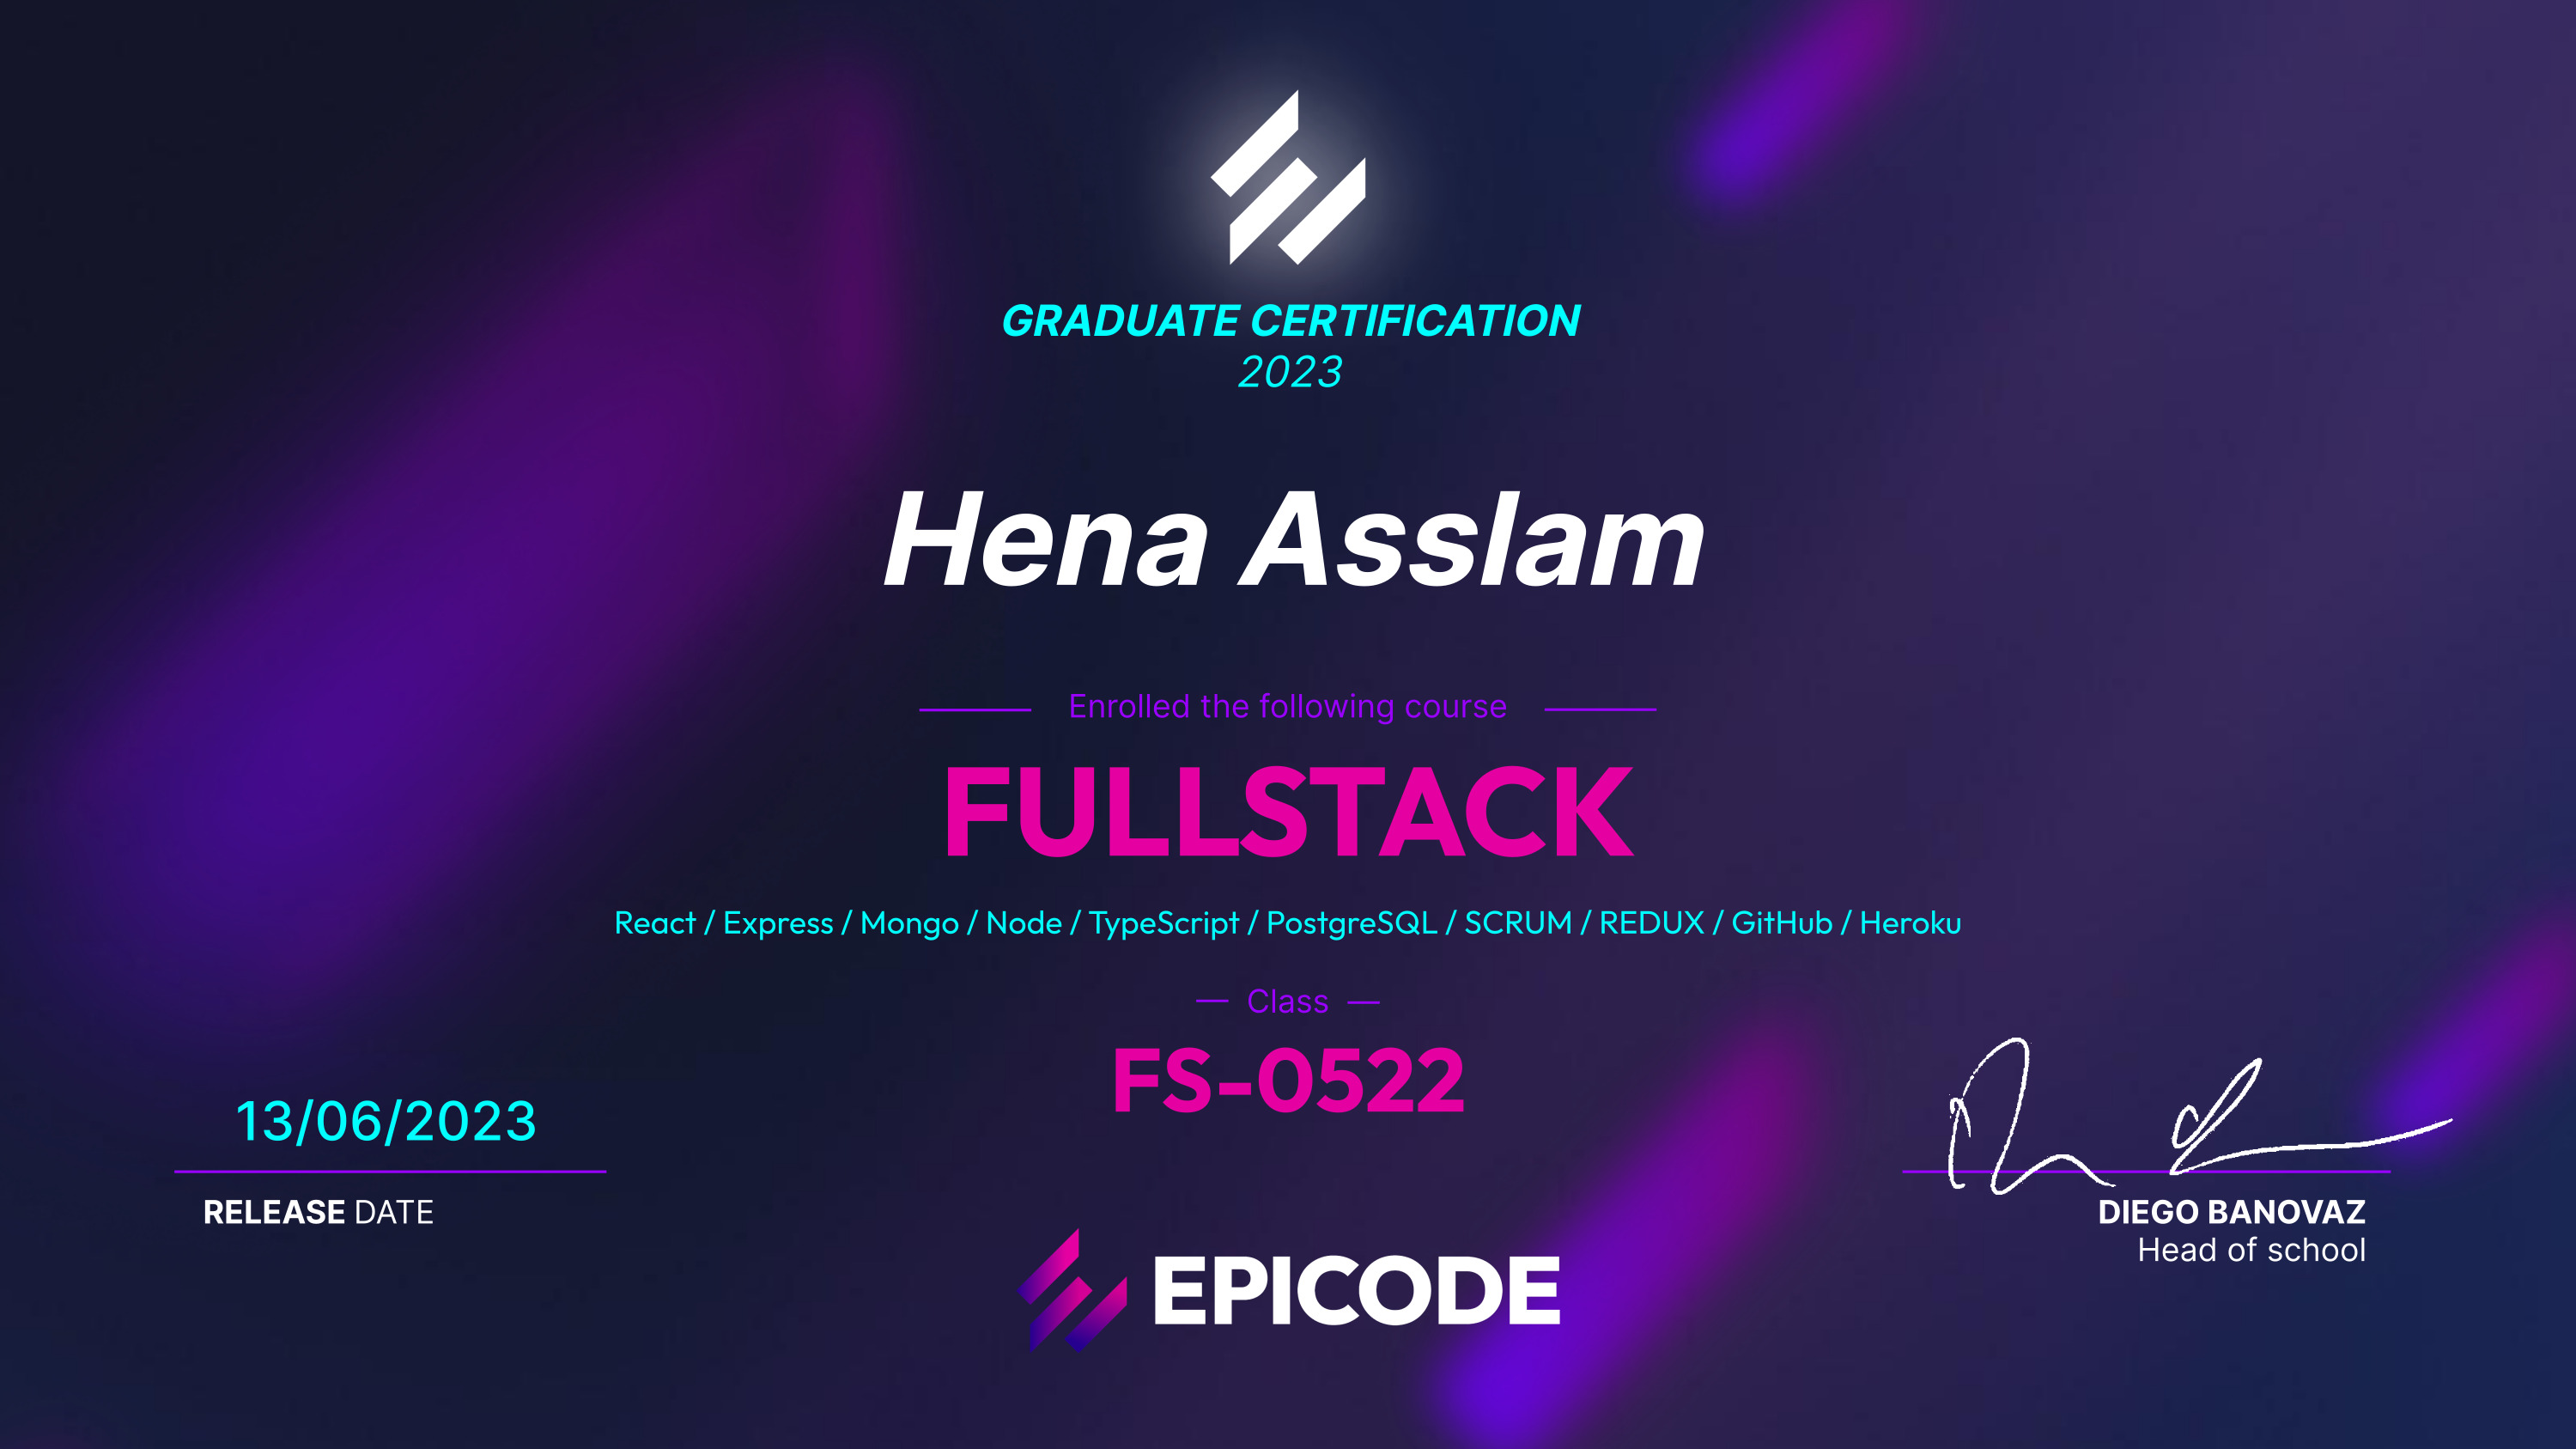 GRADUATE CERTIFICATION
2023
Hena Asslam
Enrolled the following course
FULLSTACK
React / Express / Mongo / Node / TypeScript / PostgreSQL / SCRUM / REDUX / GitHub / Heroku
Class
FS-0522
13/06/2023
RELEASE DATE
DIEGO BANOVAZ
Head of school
EPICODE